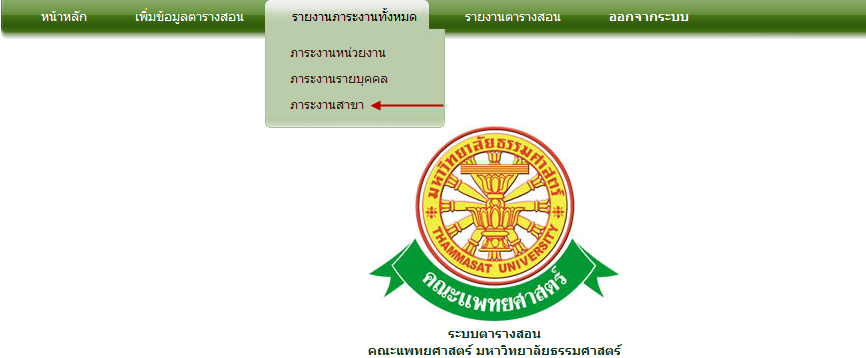 หน้าหลัก เพิ่มข้อมูลตารางสอน รายงานภาระงานทั้งหมด รายงานตารางสอน ออกจากระบบ
ภาระงานหน่วยงาน
ภาระงานรายบุคคล
ภาระงานสาขา
มหาวิทยาลัยธรรมศาสตร์
THAMMASAT UNIVERSITY
คณะแพทยศาสตร์
ระบบตารางสอน
คณะแพทยศาสตร์ มหาวิทยาลัยธรรมศาสตร์